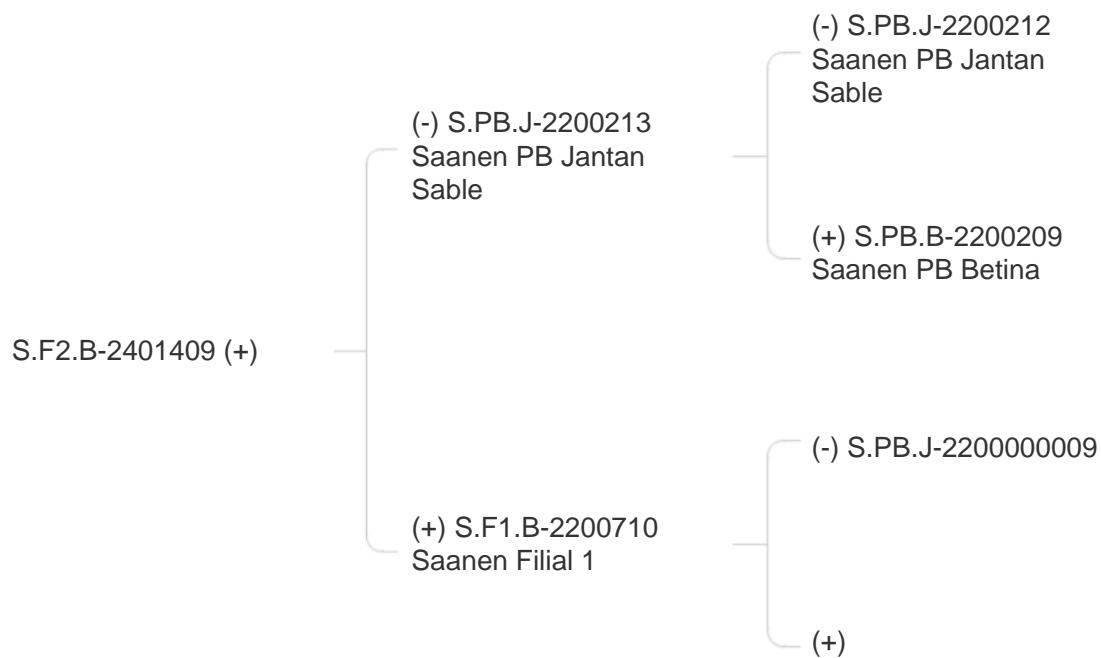 (-) S.PB.J-2200212
Saanen PB Jantan
Sable
(-) S.PB.J-2200213
Saanen PB Jantan
Sable
(+) S.PB.B-2200209
Saanen PB Betina
S.F2.B-2401409 (+)
(-) S.PB.J-2200000009
(+) S.F1.B-2200710
Saanen Filial 1
(+)